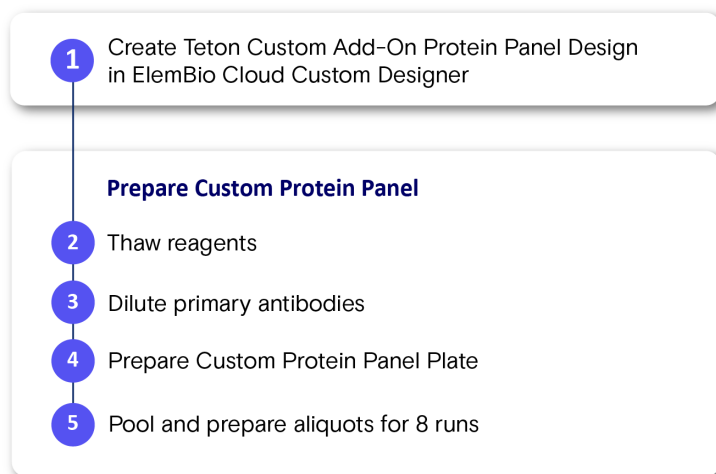 1
Create Teton Custom Add-On Protein Panel Design
in ElemBio Cloud Custom Designer
Prepare Custom Protein Panel
2
Thaw reagents
3
Dilute primary antibodies
4
Prepare Custom Protein Panel Plate
5
Pool and prepare aliquots for 8 runs